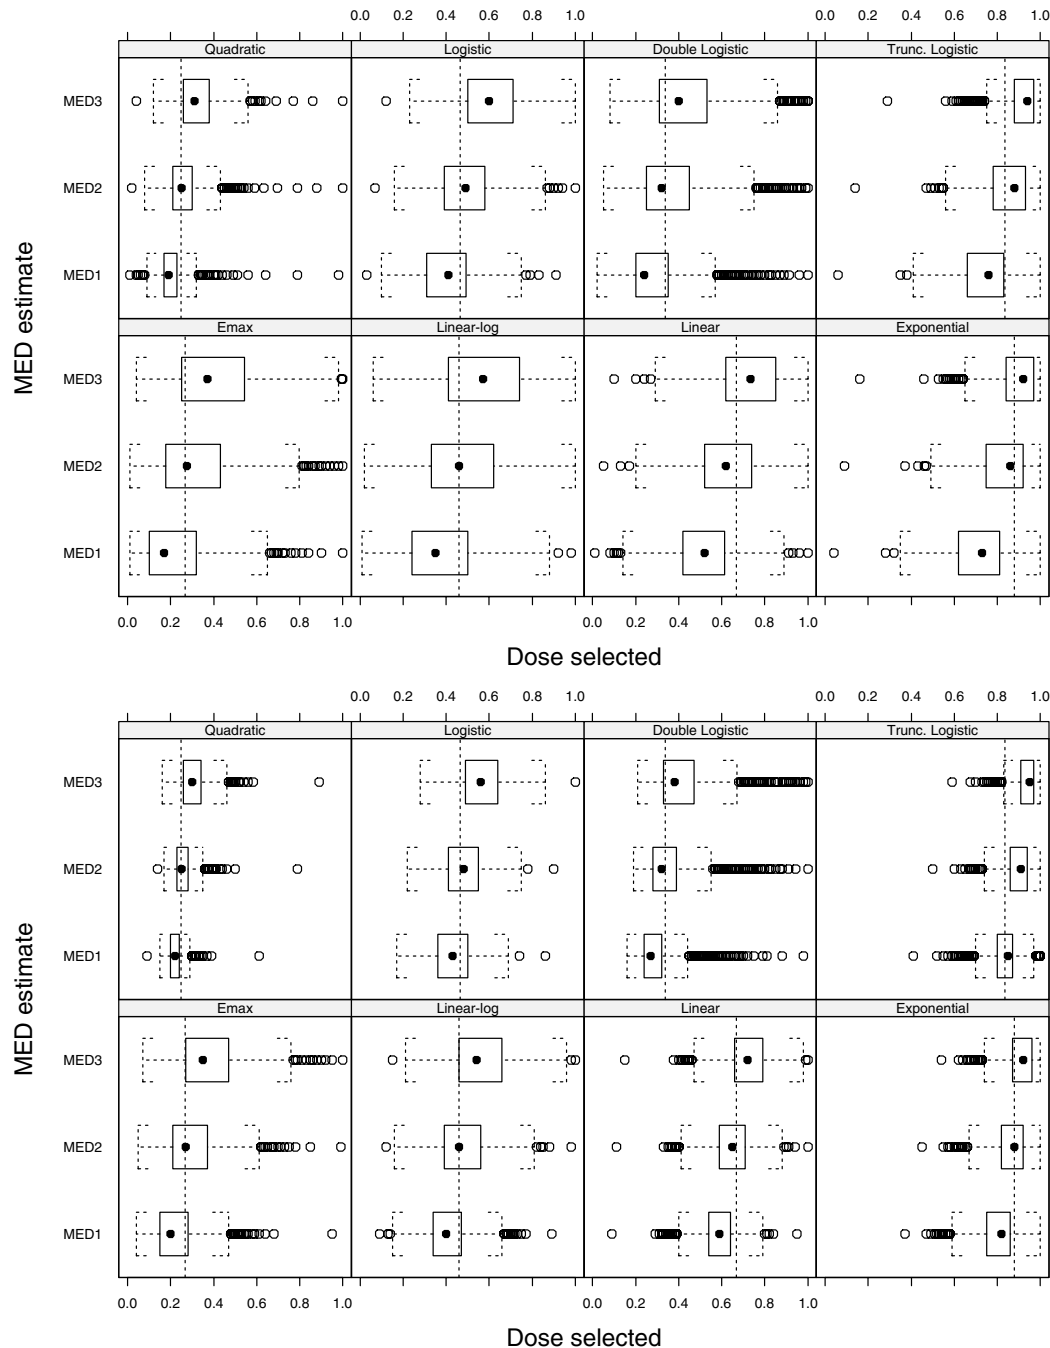 0.0 0.2 0.4 0.6 0.8 1.0 0.0 0.2 0.4 0.6 0.8 1.0
Quadratic Logistic Double Logistic Trunc. Logistic
MED3
MED2
MED1
Emax Linear-log Linear Exponential
MED3
MED2
MED1
MED estimate
0.0 0.2 0.4 0.6 0.8 1.0 0.0 0.2 0.4 0.6 0.8 1.0
Dose selected
0.0 0.2 0.4 0.6 0.8 1.0 0.0 0.2 0.4 0.6 0.8 1.0
Quadratic Logistic Double Logistic Trunc. Logistic
MED3
MED2
MED1
Emax Linear-log Linear Exponential
MED3
MED2
MED1
MED estimate
0.0 0.2 0.4 0.6 0.8 1.0 0.0 0.2 0.4 0.6 0.8 1.0
Dose selected